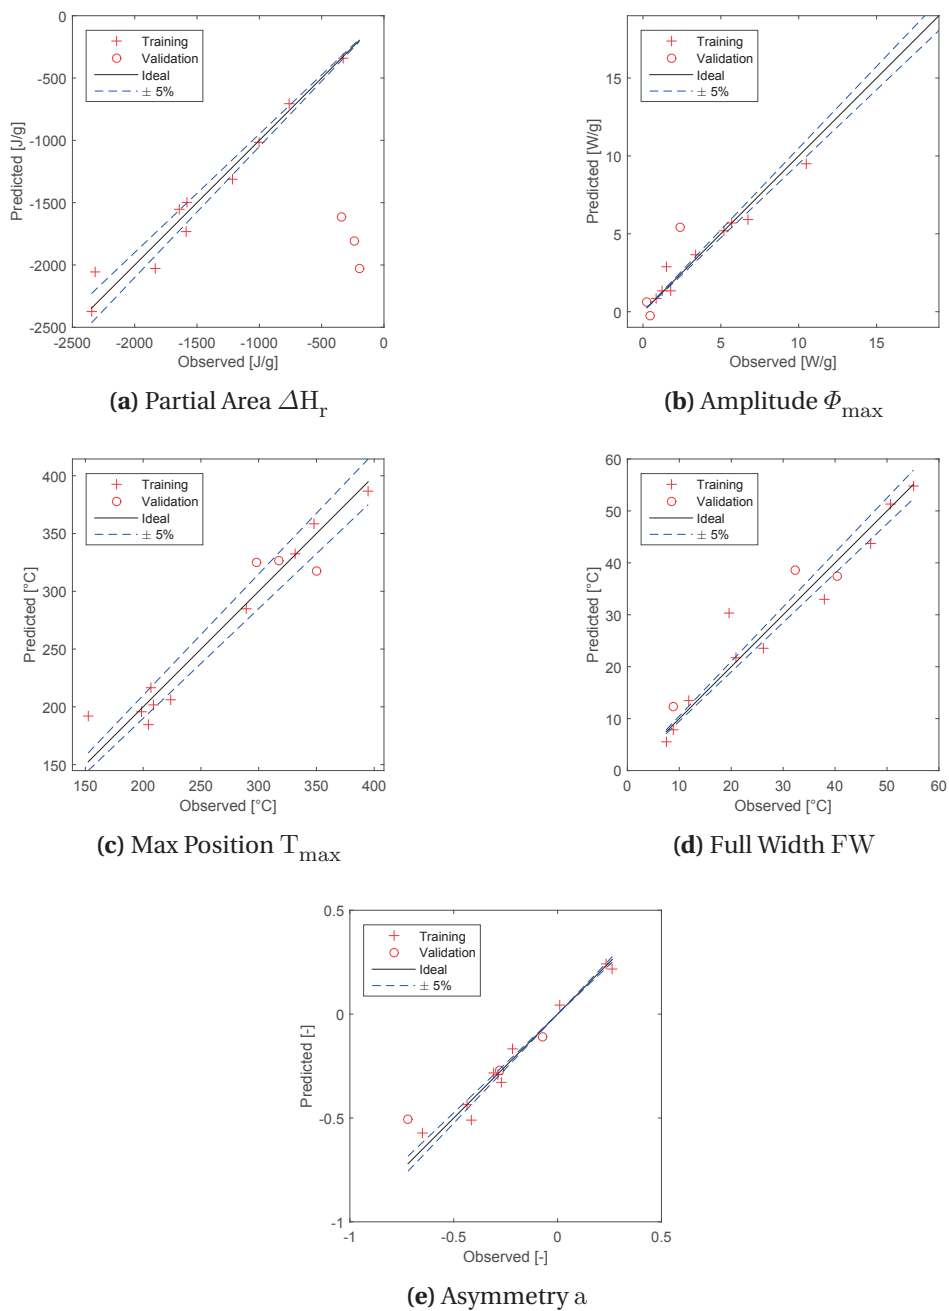 0
-500
-1000
-1500
-2000
-2500
Predicted [J/g]
Training
Validation
Ideal
± 5%
-2500 -2000 -1500 -1000 -500 0
Observed [J/g]
(a) Partial Area ΔH_r
15
10
5
0
Predicted [W/g]
Training
Validation
Ideal
± 5%
0 5 10 15
Observed [W/g]
(b) Amplitude Φ_max
400
350
300
250
200
150
Predicted [°C]
Training
Validation
Ideal
± 5%
150 200 250 300 350 400
Observed [°C]
(c) Max Position T_max
60
50
40
30
20
10
0
Predicted [°C]
Training
Validation
Ideal
± 5%
0 10 20 30 40 50 60
Observed [°C]
(d) Full Width FW
0.5
0
-0.5
-1
Predicted [-]
Training
Validation
Ideal
± 5%
-1 -0.5 0 0.5
Observed [-]
(e) Asymmetry a